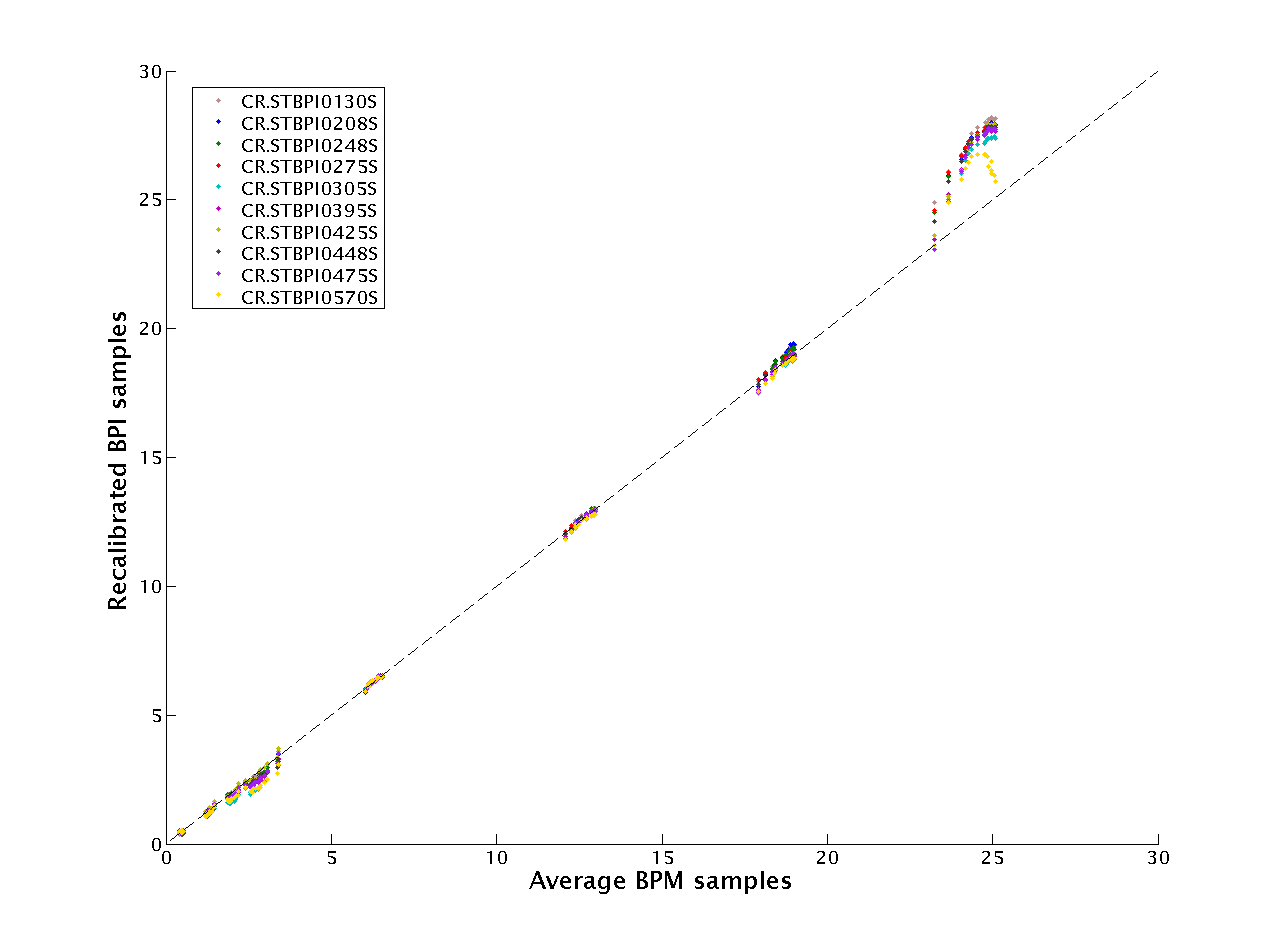 30
25
20
15
10
5
0
Recalibrated BPI samples
CR.STBPI0130S
CR.STBPI0208S
CR.STBPI0248S
CR.STBPI0275S
CR.STBPI0305S
CR.STBPI0395S
CR.STBPI0425S
CR.STBPI0448S
CR.STBPI0475S
CR.STBPI0570S
0 5 10 15 20 25 30
Average BPM samples